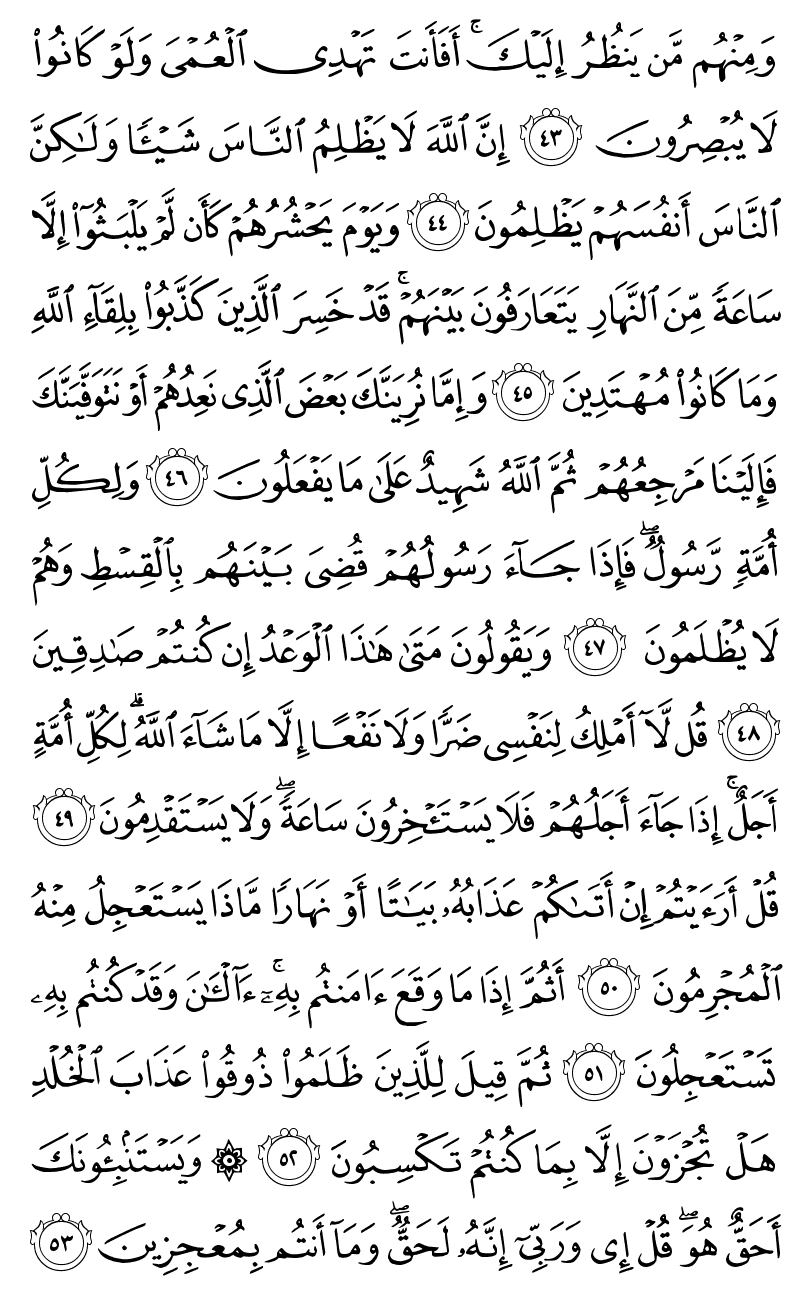 وَمِنْهُم مَّن يَنظُرُ إِلَيْكَ ۚ أَفَأَنتَ تَهْدِى ٱلْعُمْىَ وَلَوْ كَانُوا۟
لَا يُبْصِرُونَ ٤٣ إِنَّ ٱللَّهَ لَا يَظْلِمُ ٱلنَّاسَ شَيْـًٔا وَلَـٰكِنَّ
ٱلنَّاسَ أَنفُسَهُمْ يَظْلِمُونَ ٤٤ وَيَوْمَ يَحْشُرُهُمْ كَأَن لَّمْ يَلْبَثُوٓا۟ إِلَّا
سَاعَةً مِّنَ ٱلنَّهَارِ يَتَعَارَفُونَ بَيْنَهُمْ ۚ قَدْ خَسِرَ ٱلَّذِينَ كَذَّبُوا۟ بِلِقَآءِ ٱللَّهِ
وَمَا كَانُوا۟ مُهْتَدِينَ ٤٥ وَإِمَّا نُرِيَنَّكَ بَعْضَ ٱلَّذِى نَعِدُهُمْ أَوْ نَتَوَفَّيَنَّكَ
فَإِلَيْنَا مَرْجِعُهُمْ ثُمَّ ٱللَّهُ شَهِيدٌ عَلَىٰ مَا يَفْعَلُونَ ٤٦ وَلِكُلِّ
أُمَّةٍ رَّسُولٌ ۖ فَإِذَا جَآءَ رَسُولُهُمْ قُضِىَ بَيْنَهُم بِٱلْقِسْطِ وَهُمْ
لَا يُظْلَمُونَ ٤٧ وَيَقُولُونَ مَتَىٰ هَـٰذَا ٱلْوَعْدُ إِن كُنتُمْ صَـٰدِقِينَ
٤٨ قُل لَّآ أَمْلِكُ لِنَفْسِى ضَرًّا وَلَا نَفْعًا إِلَّا مَا شَآءَ ٱللَّهُ ۗ لِكُلِّ أُمَّةٍ
أَجَلٌ ۚ إِذَا جَآءَ أَجَلُهُمْ فَلَا يَسْتَـْٔخِرُونَ سَاعَةً ۖ وَلَا يَسْتَقْدِمُونَ ٤٩
قُلْ أَرَءَيْتُمْ إِنْ أَتَىٰكُمْ عَذَابُهُۥ بَيَـٰتًا أَوْ نَهَارًا مَّاذَا يَسْتَعْجِلُ مِنْهُ
ٱلْمُجْرِمُونَ ٥٠ أَثُمَّ إِذَا مَا وَقَعَ ءَامَنتُم بِهِۦٓ ۚ ءَآلْـَٔـٰنَ وَقَدْ كُنتُم بِهِۦ
تَسْتَعْجِلُونَ ٥١ ثُمَّ قِيلَ لِلَّذِينَ ظَلَمُوا۟ ذُوقُوا۟ عَذَابَ ٱلْخُلْدِ
هَلْ تُجْزَوْنَ إِلَّا بِمَا كُنتُمْ تَكْسِبُونَ ٥٢ ۞ وَيَسْتَنۢبِـُٔونَكَ
أَحَقٌّ هُوَ ۖ قُلْ إِى وَرَبِّىٓ إِنَّهُۥ لَحَقٌّ ۖ وَمَآ أَنتُم بِمُعْجِزِينَ ٥٣